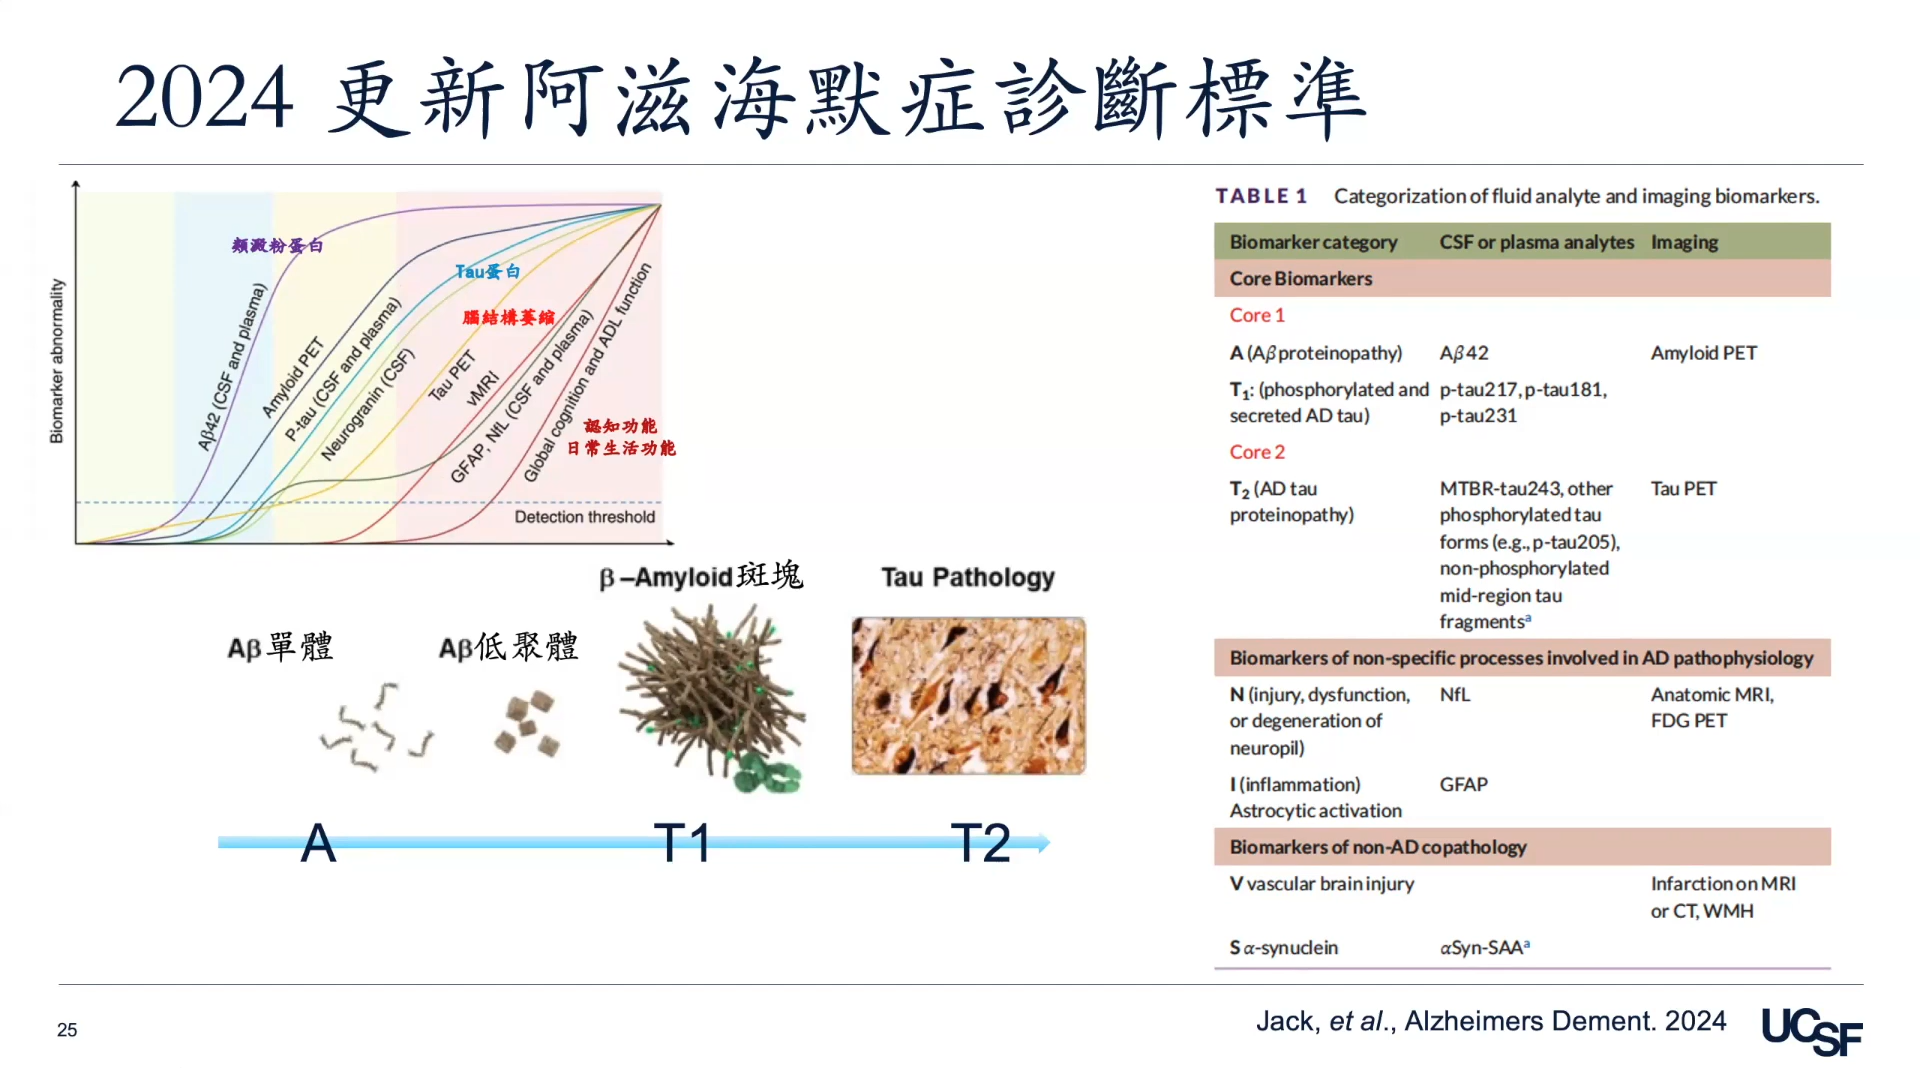 2024 更新阿滋海默症診斷標準
Biomarker abnormality
類澱粉蛋白
Tau蛋白
腦結構萎縮
認知功能
日常生活功能
Aβ42 (CSF and plasma)
Amyloid PET
P-tau (CSF and plasma)
Neurogranin (CSF)
Tau PET
vMRI
GFAP, NfL (CSF and plasma)
Global cognition and ADL function
Detection threshold
Aβ單體
Aβ低聚體
β –Amyloid斑塊
Tau Pathology
A
T1
T2
TABLE 1 Categorization of fluid analyte and imaging biomarkers.
Biomarker category CSF or plasma analytes Imaging
Core Biomarkers
Core 1
A (Aβ proteinopathy) Aβ42 Amyloid PET
T1: (phosphorylated and p-tau217, p-tau181,
secreted AD tau) p-tau231
Core 2
T2 (AD tau MTBR-tau243, other Tau PET
proteinopathy) phosphorylated tau
forms (e.g., p-tau205),
non-phosphorylated
mid-region tau
fragmentsa
Biomarkers of non-specific processes involved in AD pathophysiology
N (injury, dysfunction, NfL Anatomic MRI,
or degeneration of FDG PET
neuropil)
I (inflammation) GFAP
Astrocytic activation
Biomarkers of non-AD copathology
V vascular brain injury Infarction on MRI
or CT, WMH
S α-synuclein αSyn-SAAa
25
Jack, et al., Alzheimers Dement. 2024
UCSF